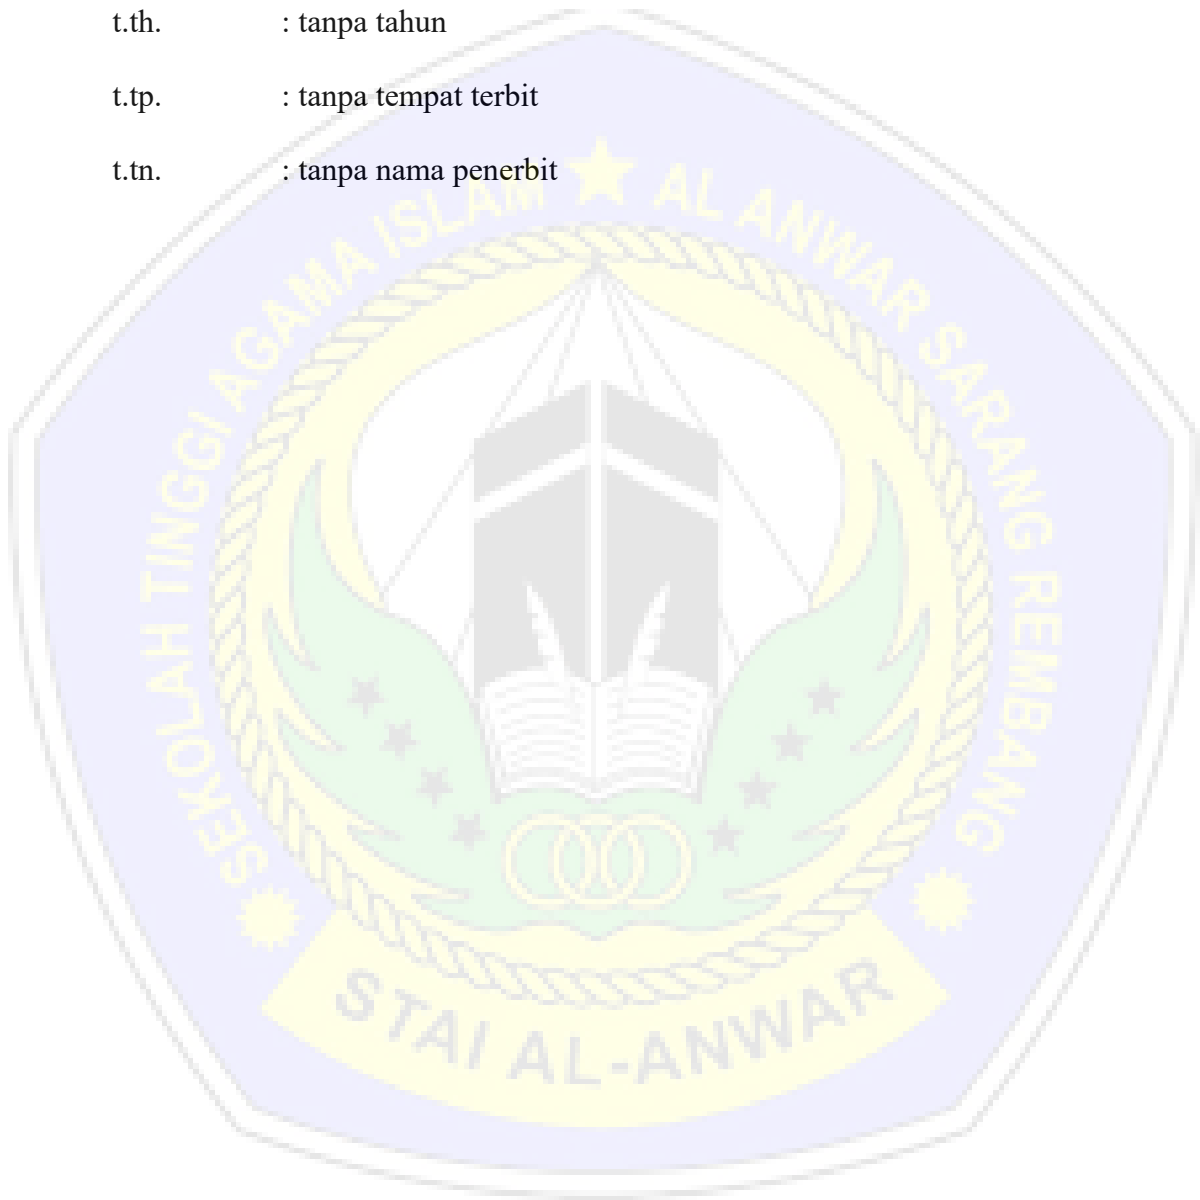 t.th. : tanpa tahun
t.tp. : tanpa tempat terbit
t.tn. : tanpa nama penerbit
SEKOLAH TINGGI AGAMA ISLAM AL ANWAR SARANG REMBANG
STAI AL-ANWAR